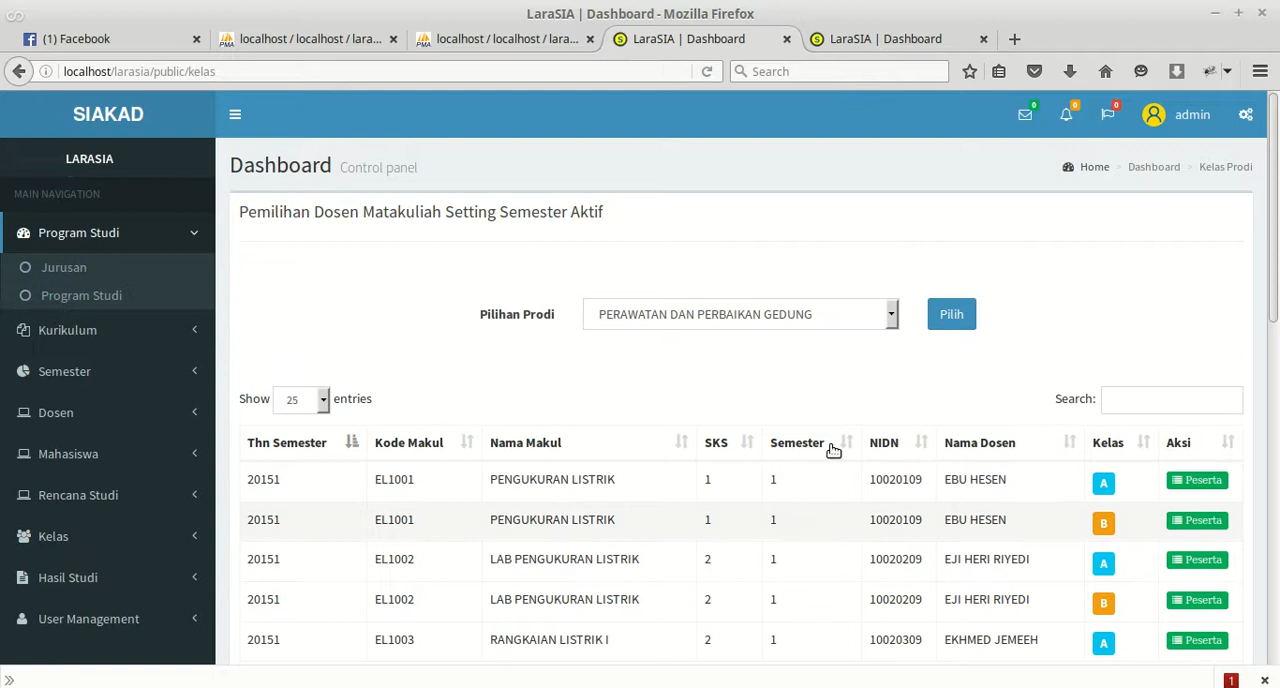 LaraSIA | Dashboard - Mozilla Firefox
(1) Facebook
localhost / localhost / lara...
localhost / localhost / lara...
LaraSIA | Dashboard
LaraSIA | Dashboard
localhost/larasia/public/kelas
Search
SIAKAD
0 0 0 admin
LARASIA
MAIN NAVIGATION
Program Studi
Jurusan
Program Studi
Kurikulum
Semester
Dosen
Mahasiswa
Rencana Studi
Kelas
Hasil Studi
User Management
Dashboard Control panel
Home > Dashboard > Kelas Prodi
Pemilihan Dosen Matakuliah Setting Semester Aktif
Pilihan Prodi PERAWATAN DAN PERBAIKAN GEDUNG Pilih
Show 25 entries Search:
Thn Semester Kode Makul Nama Makul SKS Semester NIDN Nama Dosen Kelas Aksi
20151 EL1001 PENGUKURAN LISTRIK 1 1 10020109 EBU HESEN A Peserta
20151 EL1001 PENGUKURAN LISTRIK 1 1 10020109 EBU HESEN B Peserta
20151 EL1002 LAB PENGUKURAN LISTRIK 2 1 10020209 EJI HERI RIYEDI A Peserta
20151 EL1002 LAB PENGUKURAN LISTRIK 2 1 10020209 EJI HERI RIYEDI B Peserta
20151 EL1003 RANGKAIAN LISTRIK I 2 1 10020309 EKHMED JEMEEH A Peserta
1